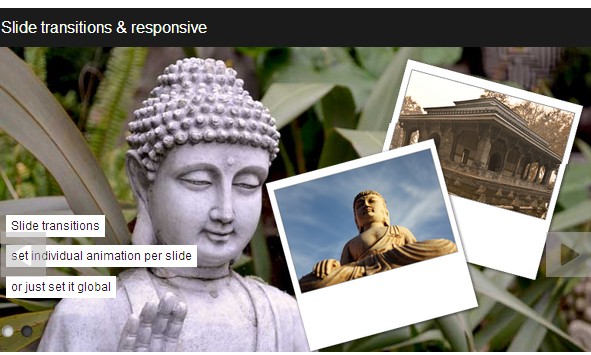 Slide transitions & responsive
Slide transitions
set individual animation per slide
or just set it global